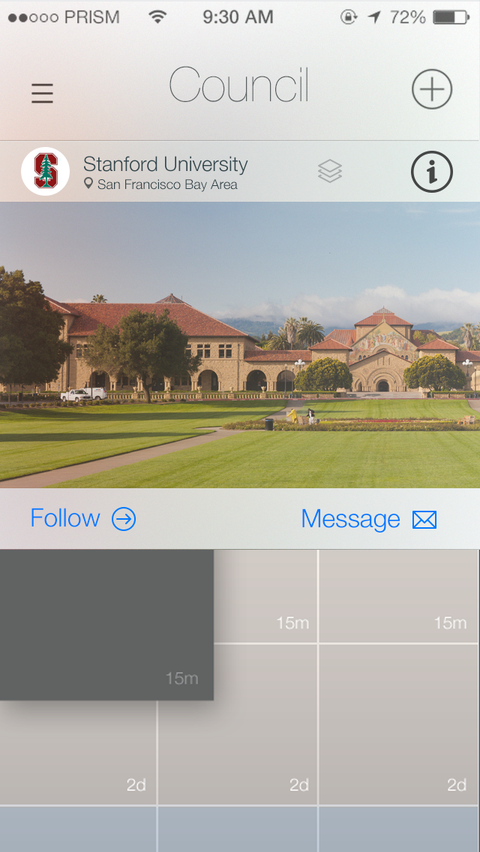 PRISM 9:30 AM 72%
Council
Stanford University
San Francisco Bay Area
Follow Message
15m 15m
15m
2d 2d 2d